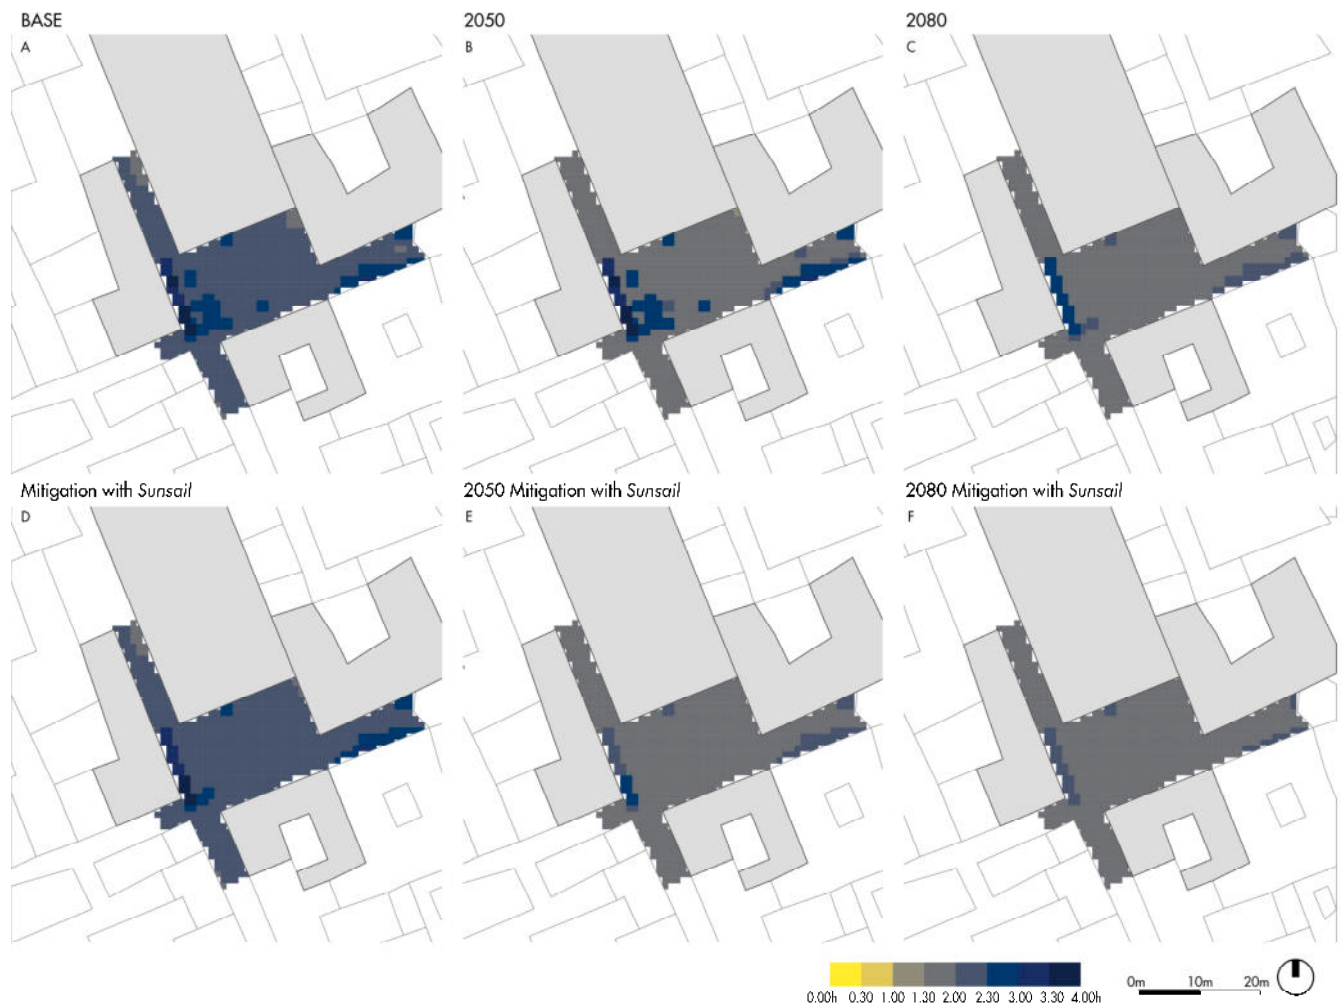 BASE
2050
2080
A
B
C
Mitigation with Sunsail
2050 Mitigation with Sunsail
2080 Mitigation with Sunsail
D
E
F
0.00h 0.30 1.00 1.30 2.00 2.30 3.00 3.30 4.00h
0m 10m 20m